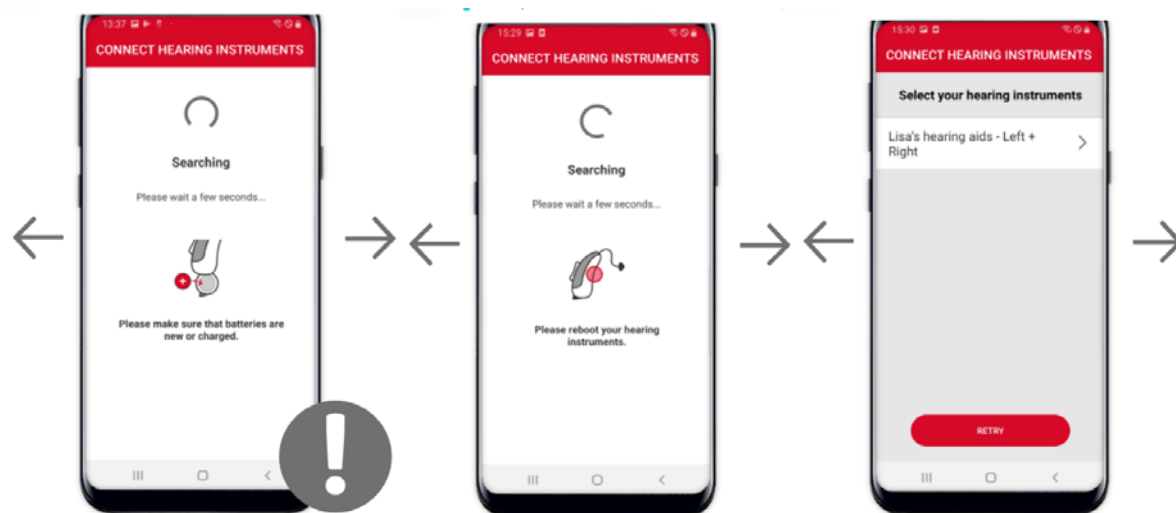 13:37
CONNECT HEARING INSTRUMENTS
Searching
Please wait a few seconds...
Please make sure that batteries are
new or charged.
15:29
CONNECT HEARING INSTRUMENTS
Searching
Please wait a few seconds...
Please reboot your hearing
instruments.
15:30
CONNECT HEARING INSTRUMENTS
Select your hearing instruments
Lisa's hearing aids - Left +
Right
RETRY